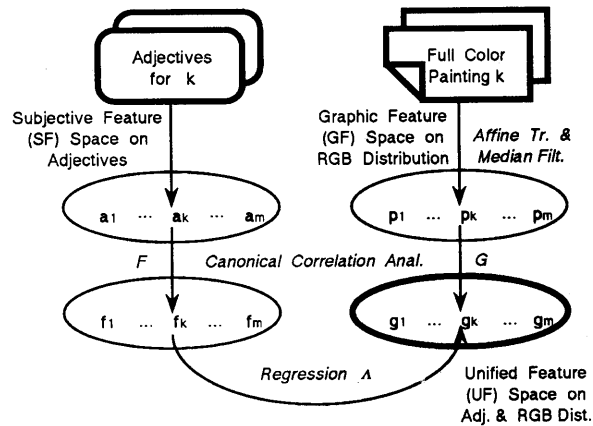 Adjectives
for k
Full Color
Painting k
Subjective Feature
(SF) Space on
Adjectives
Graphic Feature
(GF) Space on
RGB Distribution
Affine Tr. &
Median Filt.
a1 ... ak ... am
p1 ... pk ... pm
F Canonical Correlation Anal. G
f1 ... fk ... fm
g1 ... gk ... gm
Regression Λ
Unified Feature
(UF) Space on
Adj. & RGB Dist.